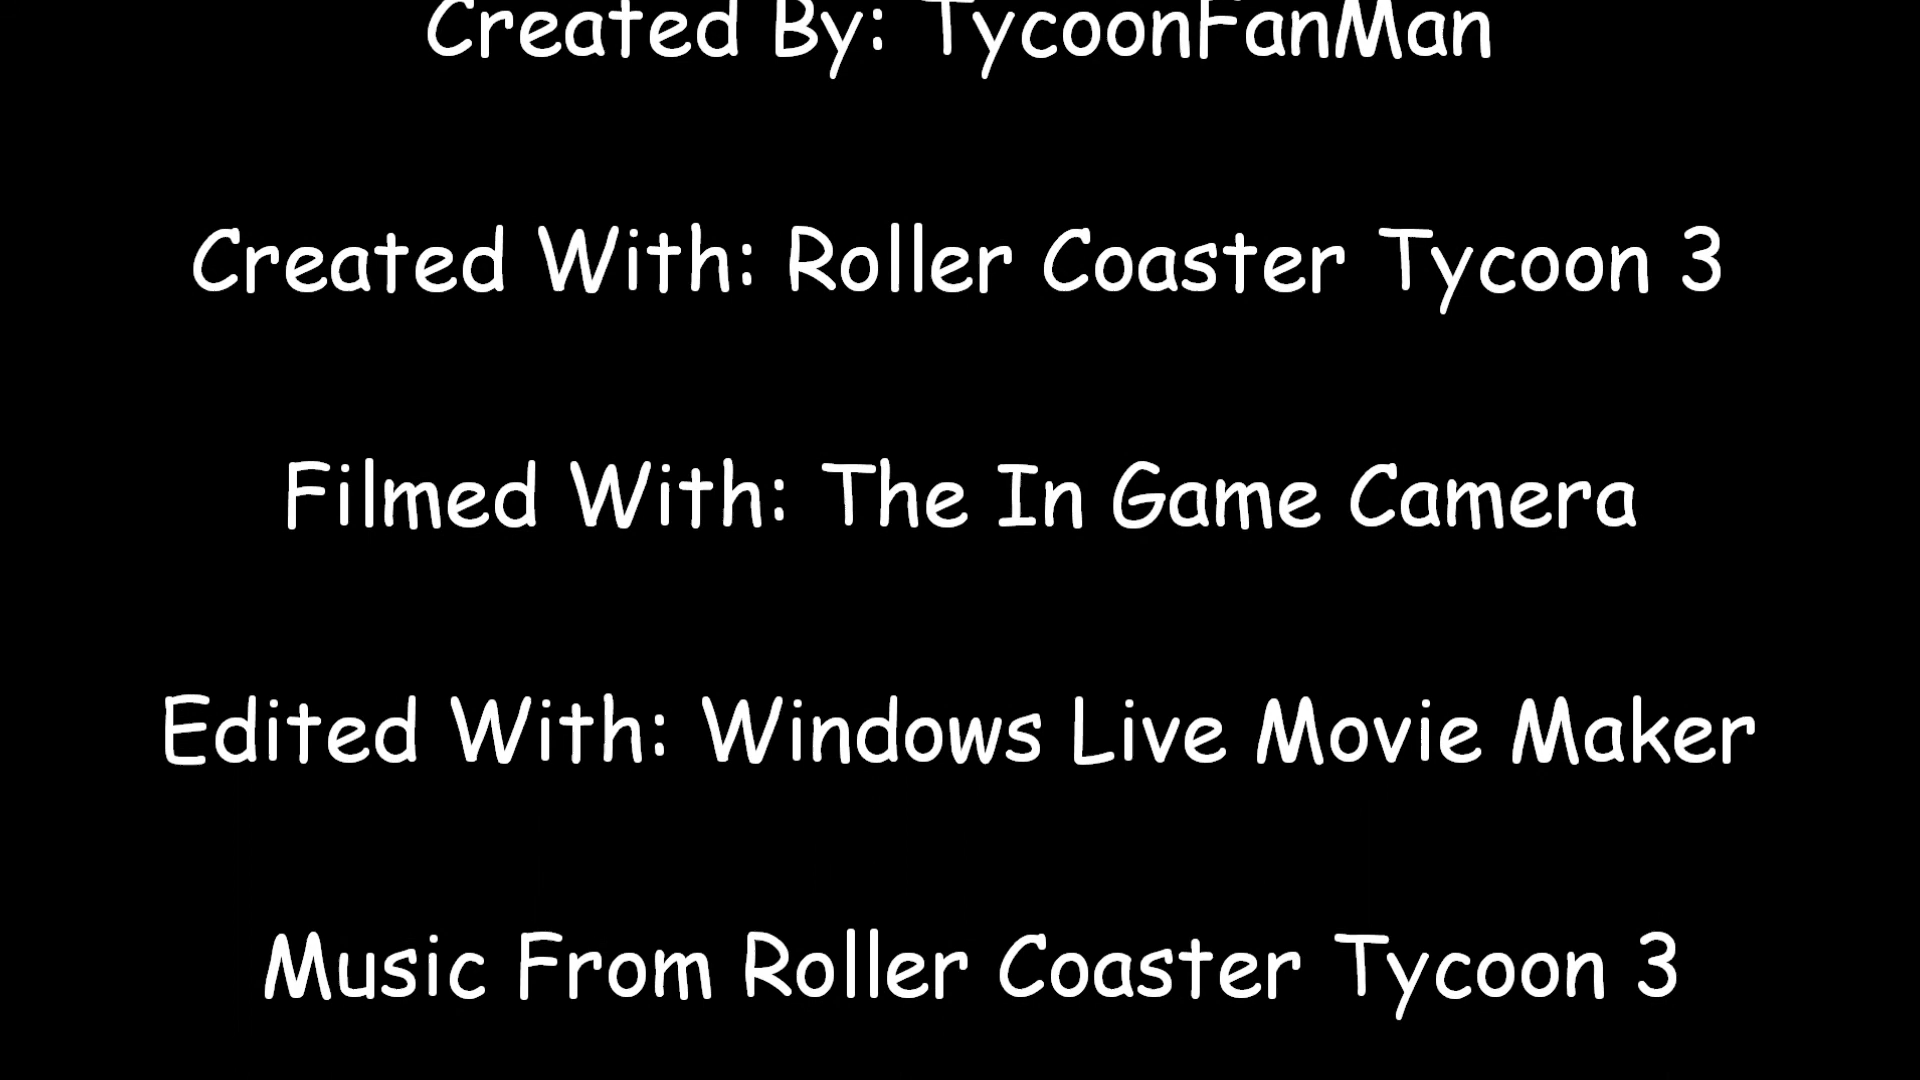 Created By: TycoonFanMan
Created With: Roller Coaster Tycoon 3
Filmed With: The In Game Camera
Edited With: Windows Live Movie Maker
Music From Roller Coaster Tycoon 3